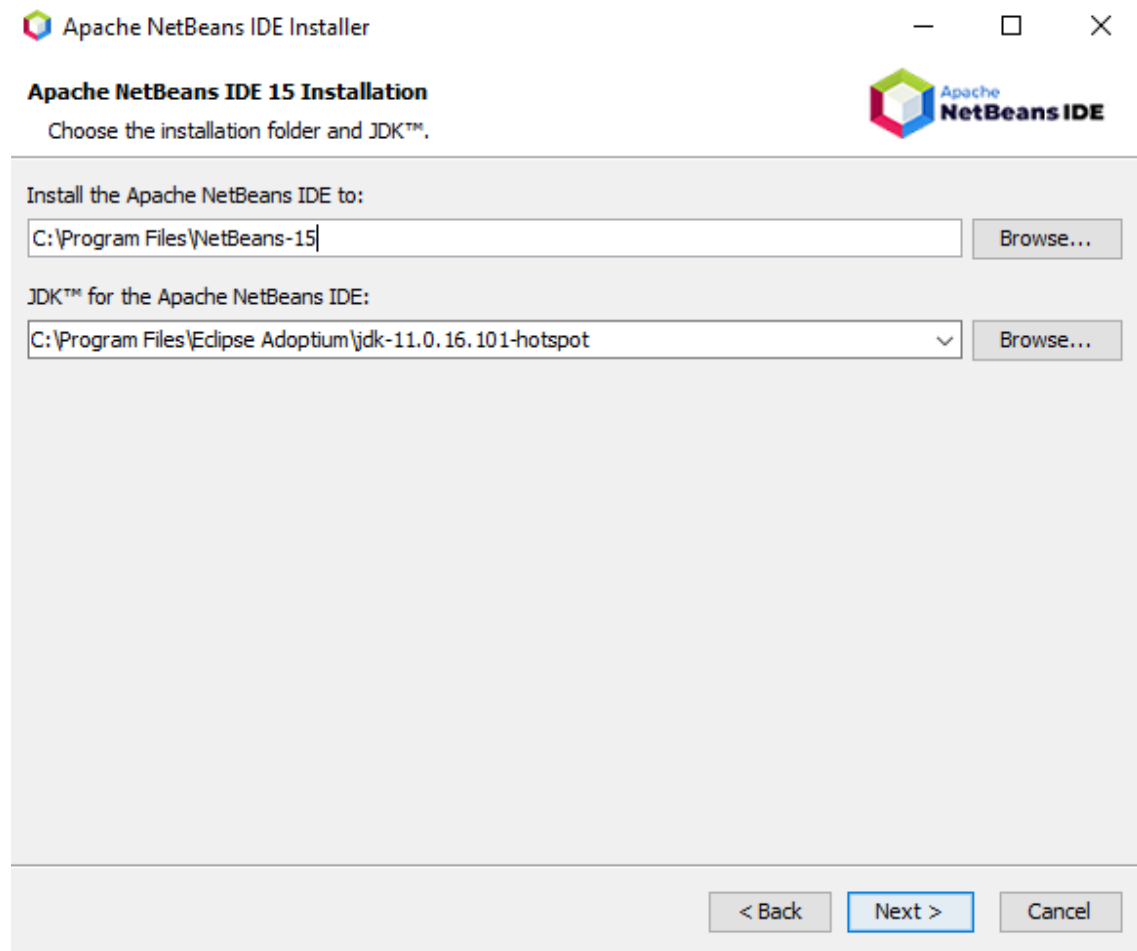 Apache NetBeans IDE Installer
Apache NetBeans IDE 15 Installation
Choose the installation folder and JDK™.
Apache
NetBeans IDE
Install the Apache NetBeans IDE to:
C:\Program Files\NetBeans-15
Browse...
JDK™ for the Apache NetBeans IDE:
C:\Program Files\Eclipse Adoptium\jdk-11.0.16.101-hotspot
Browse...
< Back
Next >
Cancel